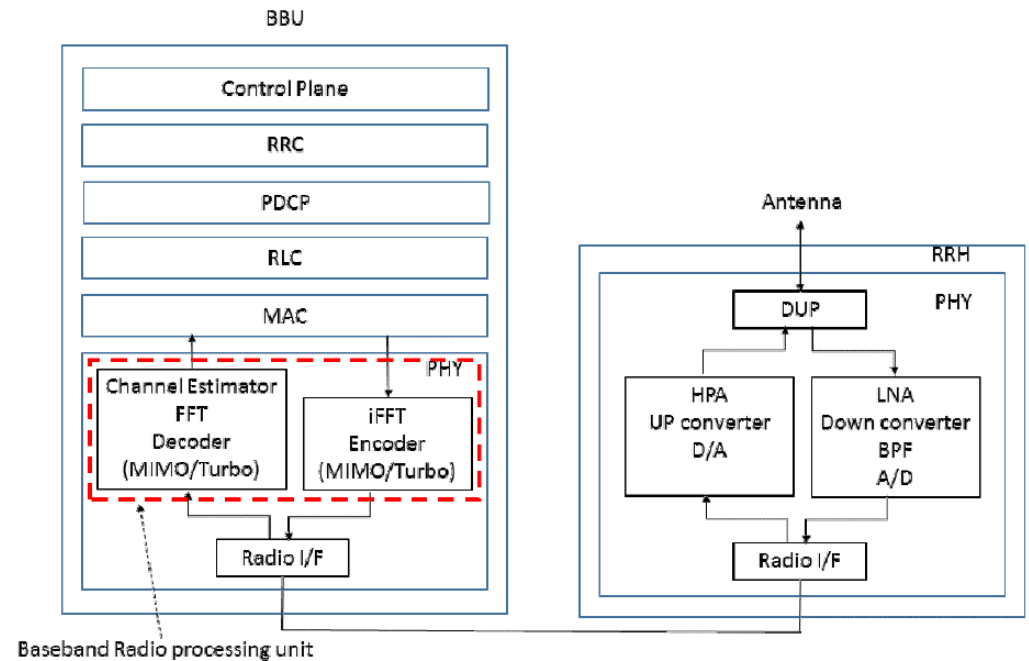 BBU
Control Plane
RRC
PDCP
RLC
MAC
PHY
Channel Estimator
FFT
Decoder
(MIMO/Turbo)
iFFT
Encoder
(MIMO/Turbo)
Radio I/F
Baseband Radio processing unit
Antenna
RRH
PHY
DUP
HPA
UP converter
D/A
LNA
Down converter
BPF
A/D
Radio I/F